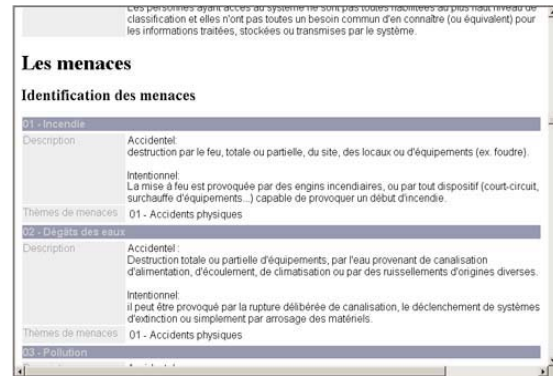 Les personnes ayant accès au système ne sont pas toutes habilitées au plus haut niveau de
classification et elles n'ont pas toutes un besoin commun d'en connaître (ou équivalent) pour
les informations traitées, stockées ou transmises par le système.
Les menaces
Identification des menaces
01 - Incendie
Description
Accidentel:
destruction par le feu, totale ou partielle, du site, des locaux ou d'équipements (ex. foudre).
Intentionnel:
La mise à feu est provoquée par des engins incendiaires, ou par tout dispositif (court-circuit,
surchauffe d'équipements...) capable de provoquer un début d'incendie.
Thèmes de menaces 01 - Accidents physiques
02 - Dégâts des eaux
Description
Accidentel :
Destruction totale ou partielle d'équipements, par l'eau provenant de canalisation
d'alimentation, d'écoulement, de climatisation ou par des ruissellements d'origines diverses.
Intentionnel:
il peut être provoqué par la rupture délibérée de canalisation, le déclenchement de systèmes
d'extinction ou simplement par arrosage des matériels.
Thèmes de menaces 01 - Accidents physiques
03 - Pollution